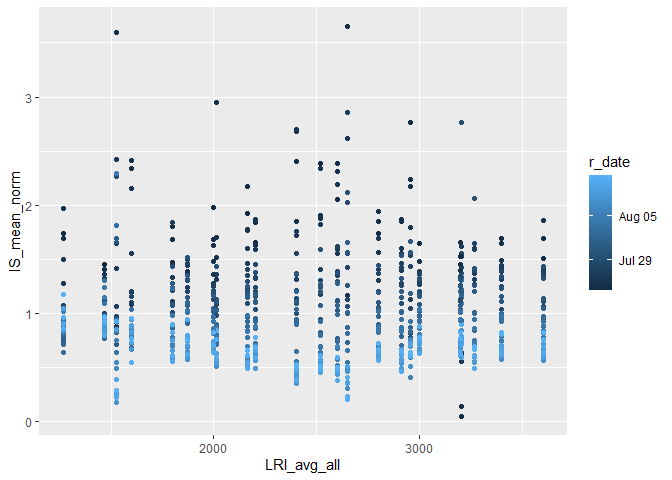 3
2
1
0
IS_mean_norm
2000
3000
LRI_avg_all
r_date
Aug 05
Jul 29